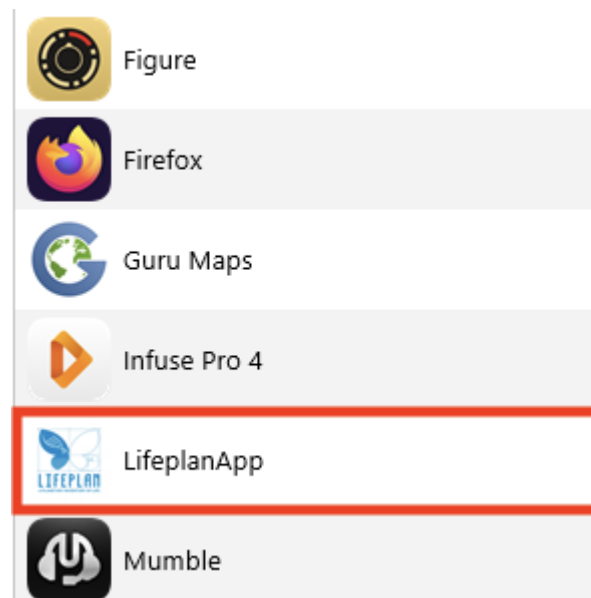 Figure
Firefox
Guru Maps
Infuse Pro 4
LIFEPLAN
LifeplanApp
Mumble